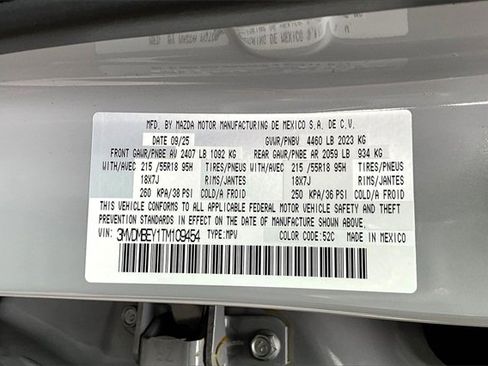 MFD. BY MAZDA MOTOR MANUFACTURING DE MEXICO S.A. DE C.V.
DATE 09/25 GVWR/PNBV 4460 LB 2023 KG
FRONT GAWR/PNBE AV 2407 LB 1092 KG REAR GAWR/PNBE AR 2059 LB 934 KG
WITH/AVEC 215 /55R18 95H TIRES/PNEUS WITH/AVEC 215 /55R18 95H TIRES/PNEUS
18X7J RIMS/JANTES 18X7J RIMS/JANTES
260 KPA/38 PSI COLD/A FROID 250 KPA/36 PSI COLD/A FROID
THIS VEHICLE CONFORMS TO ALL APPLICABLE FEDERAL MOTOR VEHICLE SAFETY AND THEFT
PREVENTION STANDARDS IN EFFECT ON THE DATE OF MANUFACTURE SHOWN ABOVE.
VIN: 3MVDMBEY1TM109454 TYPE: MPV COLOR CODE: 52C MADE IN MEXICO